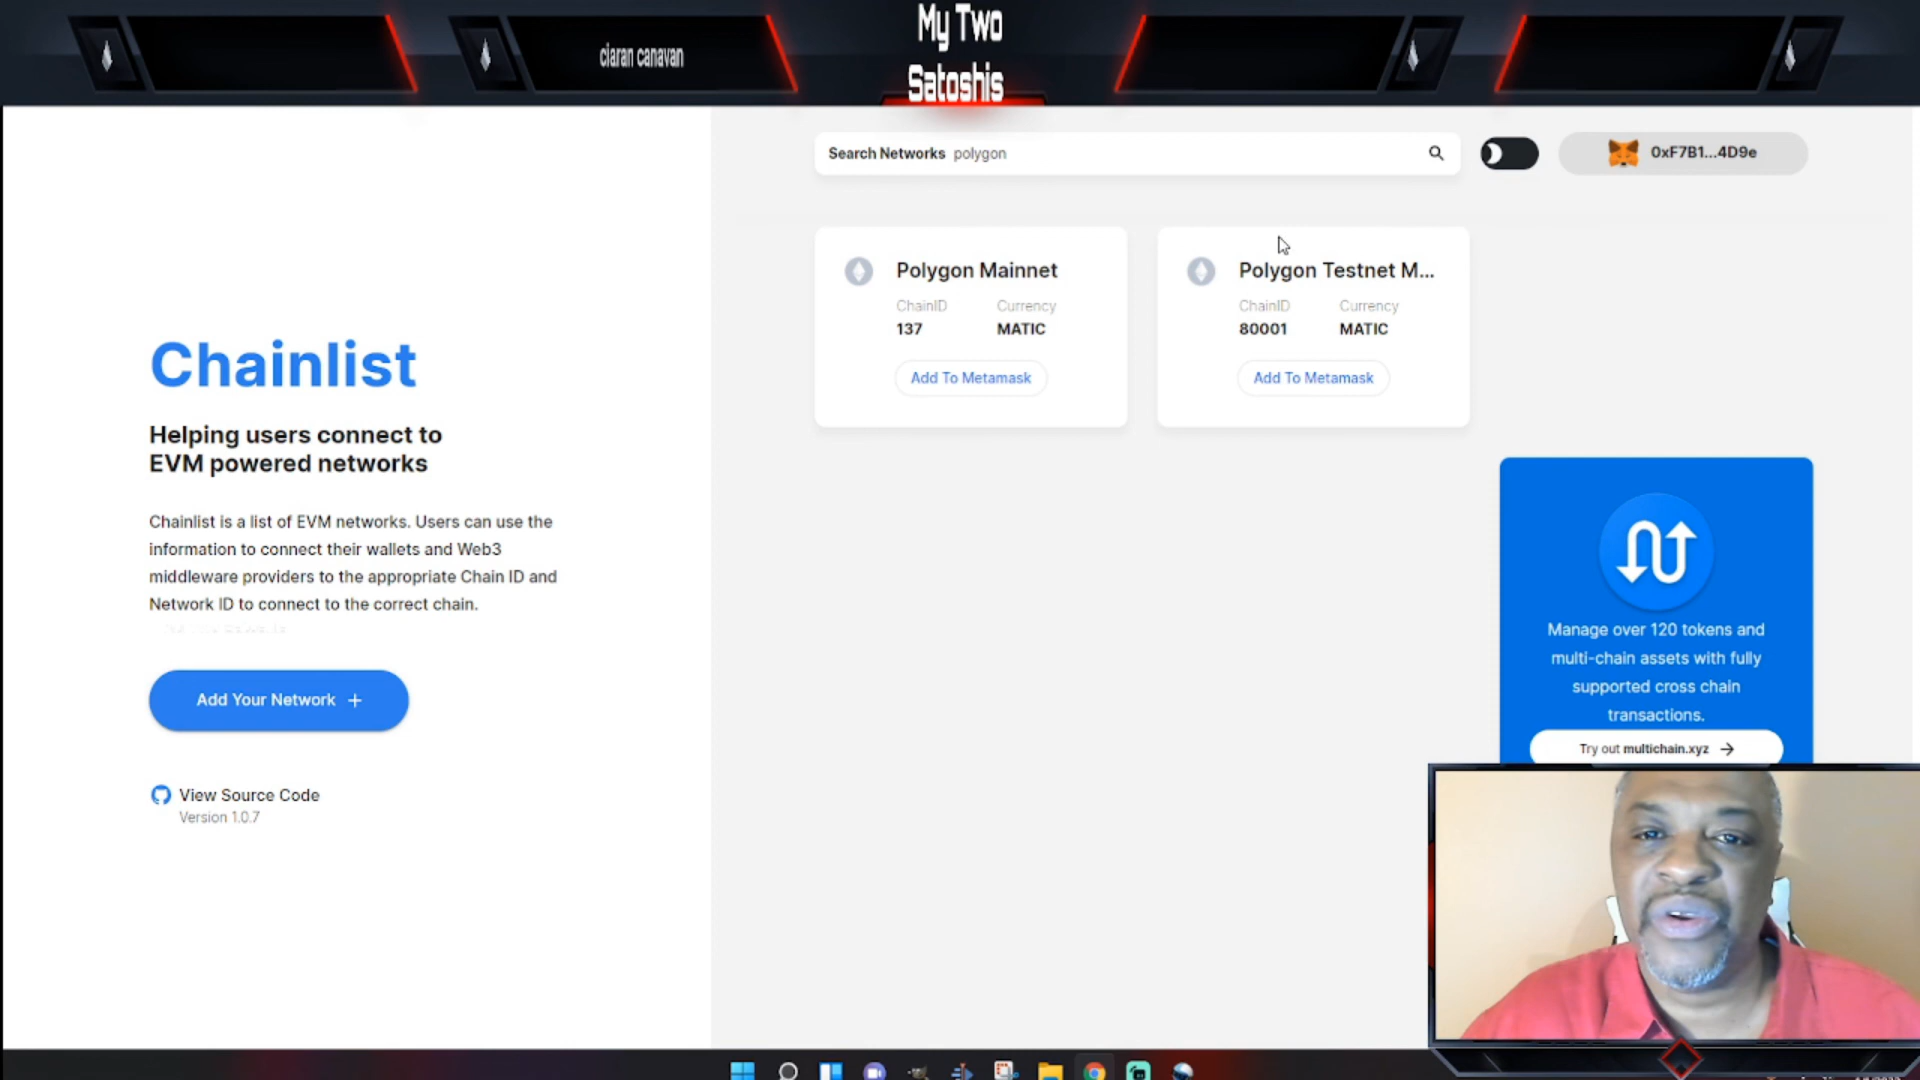 My Two
Satoshis
ciaran canavan
Search Networks polygon
0xF7B1...4D9e
Polygon Mainnet
ChainID Currency
137 MATIC
Add To Metamask
Polygon Testnet M...
ChainID Currency
80001 MATIC
Add To Metamask
Chainlist
Helping users connect to
EVM powered networks
Chainlist is a list of EVM networks. Users can use the
information to connect their wallets and Web3
middleware providers to the appropriate Chain ID and
Network ID to connect to the correct chain.
Add Your Network +
View Source Code
Version 1.0.7
Manage over 120 tokens and
multi-chain assets with fully
supported cross chain
transactions.
Try out multichain.xyz